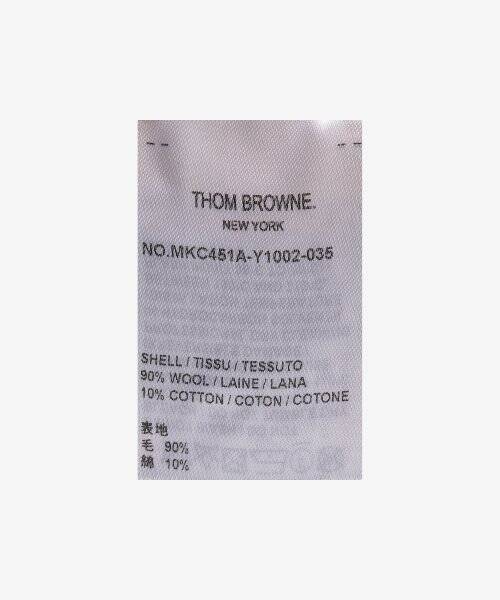 THOM BROWNE.
NEW YORK
NO.MKC451A-Y1002-035
SHELL / TISSU / TESSUTO
90% WOOL / LAINE / LANA
10% COTTON / COTON / COTONE
表地
毛 90%
綿 10%